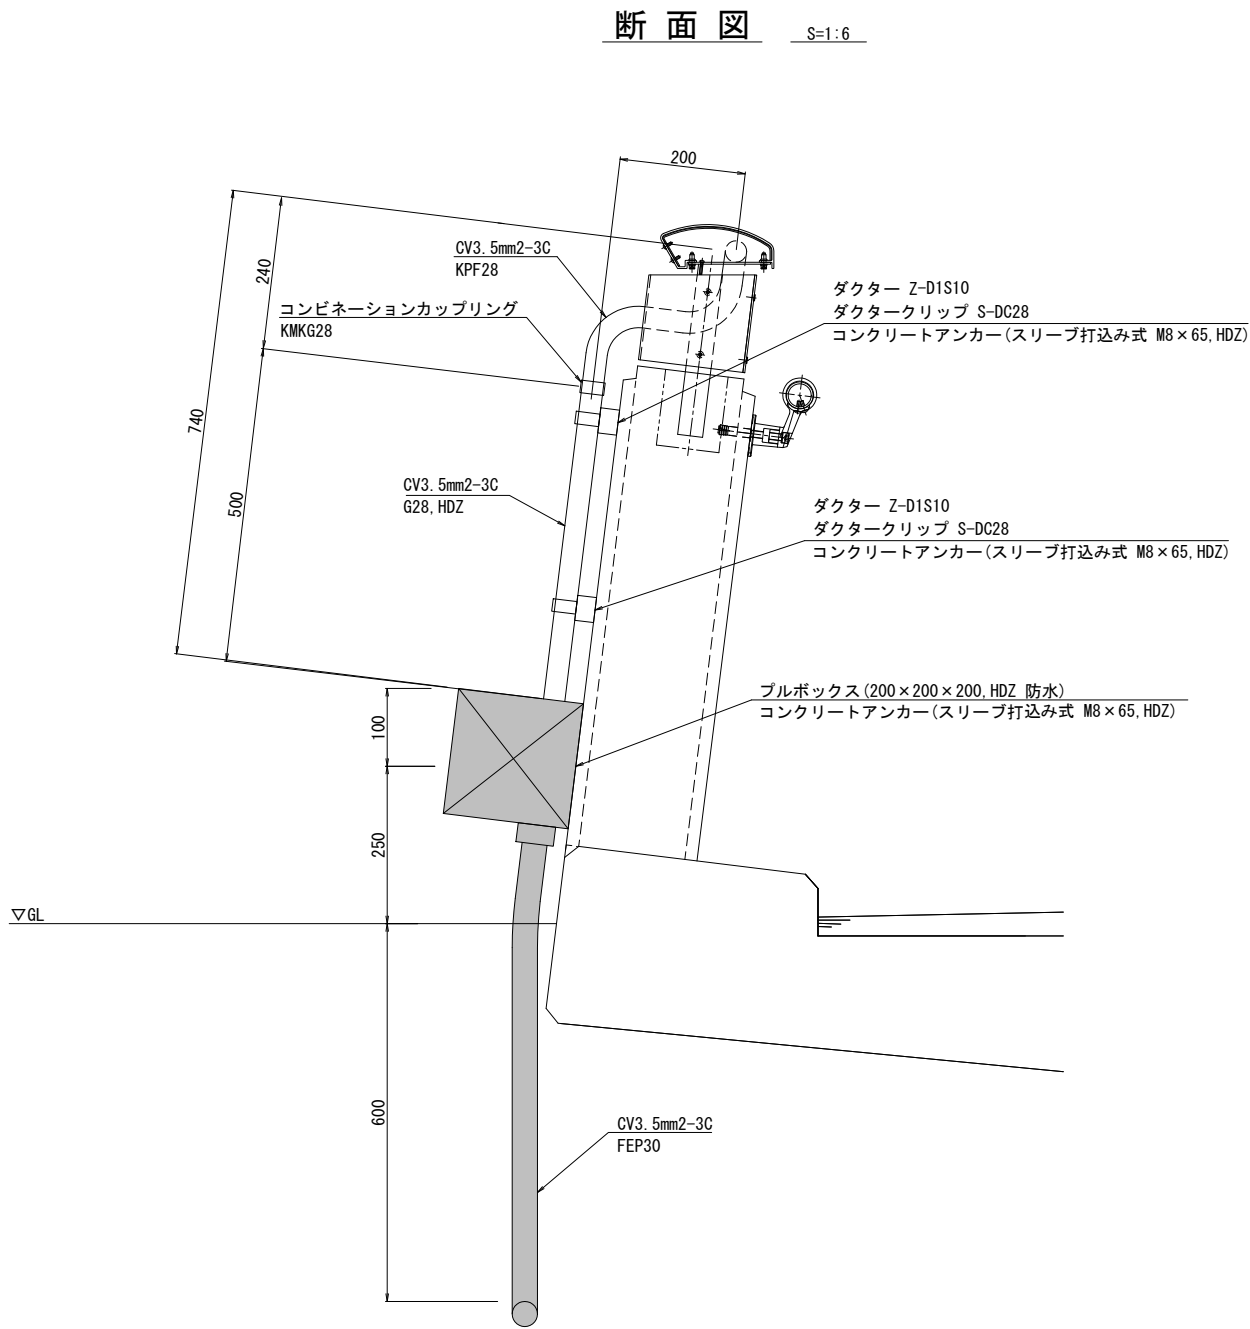 断面図 S=1:6
200
240
740
500
CV3.5mm2-3C
KPF28
コンビネーションカップリング
KMKG28
ダクター Z-D1S10
ダクタークリップ S-DC28
コンクリートアンカー(スリーブ打込み式 M8×65,HDZ)
CV3.5mm2-3C
G28,HDZ
ダクター Z-D1S10
ダクタークリップ S-DC28
コンクリートアンカー(スリーブ打込み式 M8×65,HDZ)
プルボックス(200×200×200,HDZ 防水)
コンクリートアンカー(スリーブ打込み式 M8×65,HDZ)
100
250
▽GL
600
CV3.5mm2-3C
FEP30